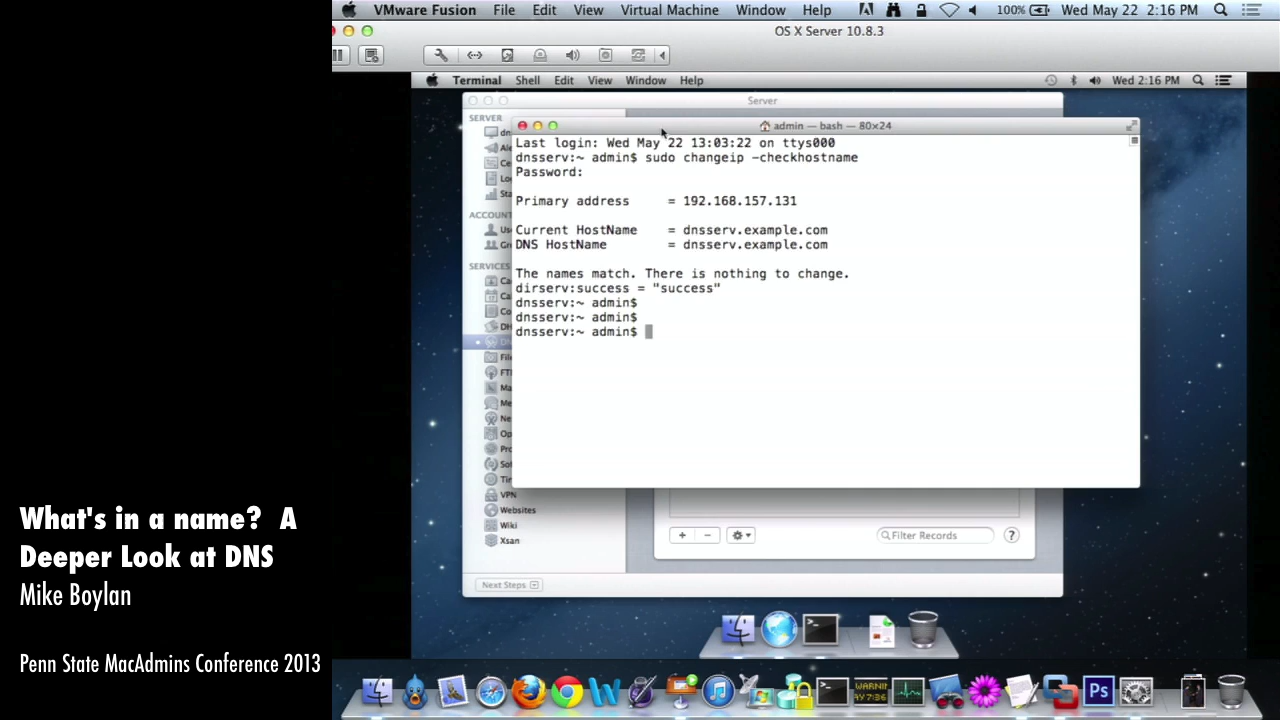 VMware Fusion File Edit View Virtual Machine Window Help 100% Wed May 22 2:16 PM
OS X Server 10.8.3
Terminal Shell Edit View Window Help Wed 2:16 PM
Server
SERVER
admin — bash — 80×24
Last login: Wed May 22 13:03:22 on ttys000
dnsserv:~ admin$ sudo changeip -checkhostname
Password:
Primary address = 192.168.157.131
Current HostName = dnsserv.example.com
DNS HostName = dnsserv.example.com
The names match. There is nothing to change.
dirserv:success = "success"
dnsserv:~ admin$
dnsserv:~ admin$
dnsserv:~ admin$
ACCOUN
SERVICES
VPN
Websites
Wiki
Xsan
+ − Filter Records ?
Next Steps
What's in a name? A
Deeper Look at DNS
Mike Boylan
Penn State MacAdmins Conference 2013
Ps